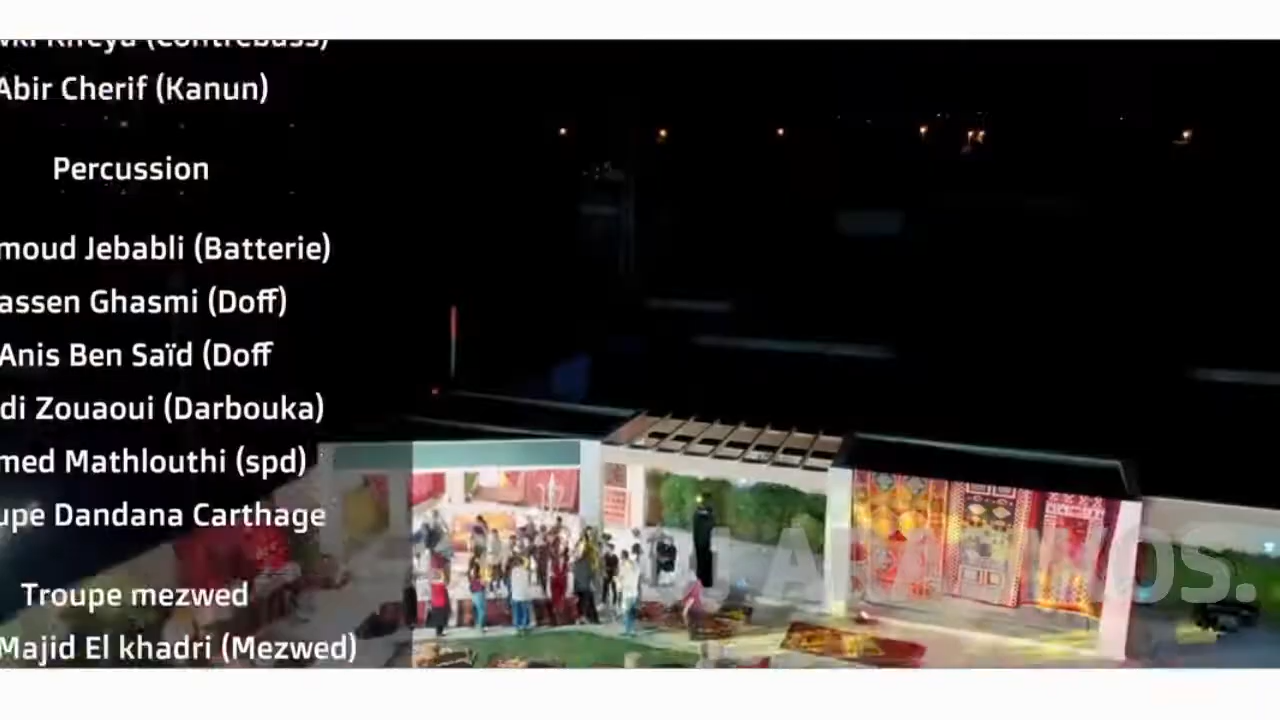 Abir Cherif (Kanun)
Percussion
moud Jebabli (Batterie)
assen Ghasmi (Doff)
Anis Ben Saïd (Doff
di Zouaoui (Darbouka)
med Mathlouthi (spd)
upe Dandana Carthage
Troupe mezwed
Majid El khadri (Mezwed)